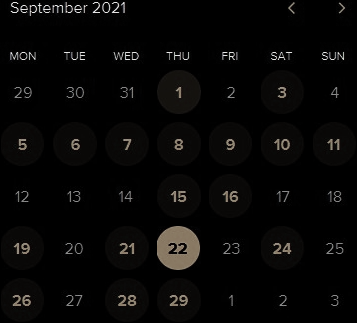 September 2021
MON TUE WED THU FRI SAT SUN
29 30 31 1 2 3 4
5 6 7 8 9 10 11
12 13 14 15 16 17 18
19 20 21 22 23 24 25
26 27 28 29 1 2 3